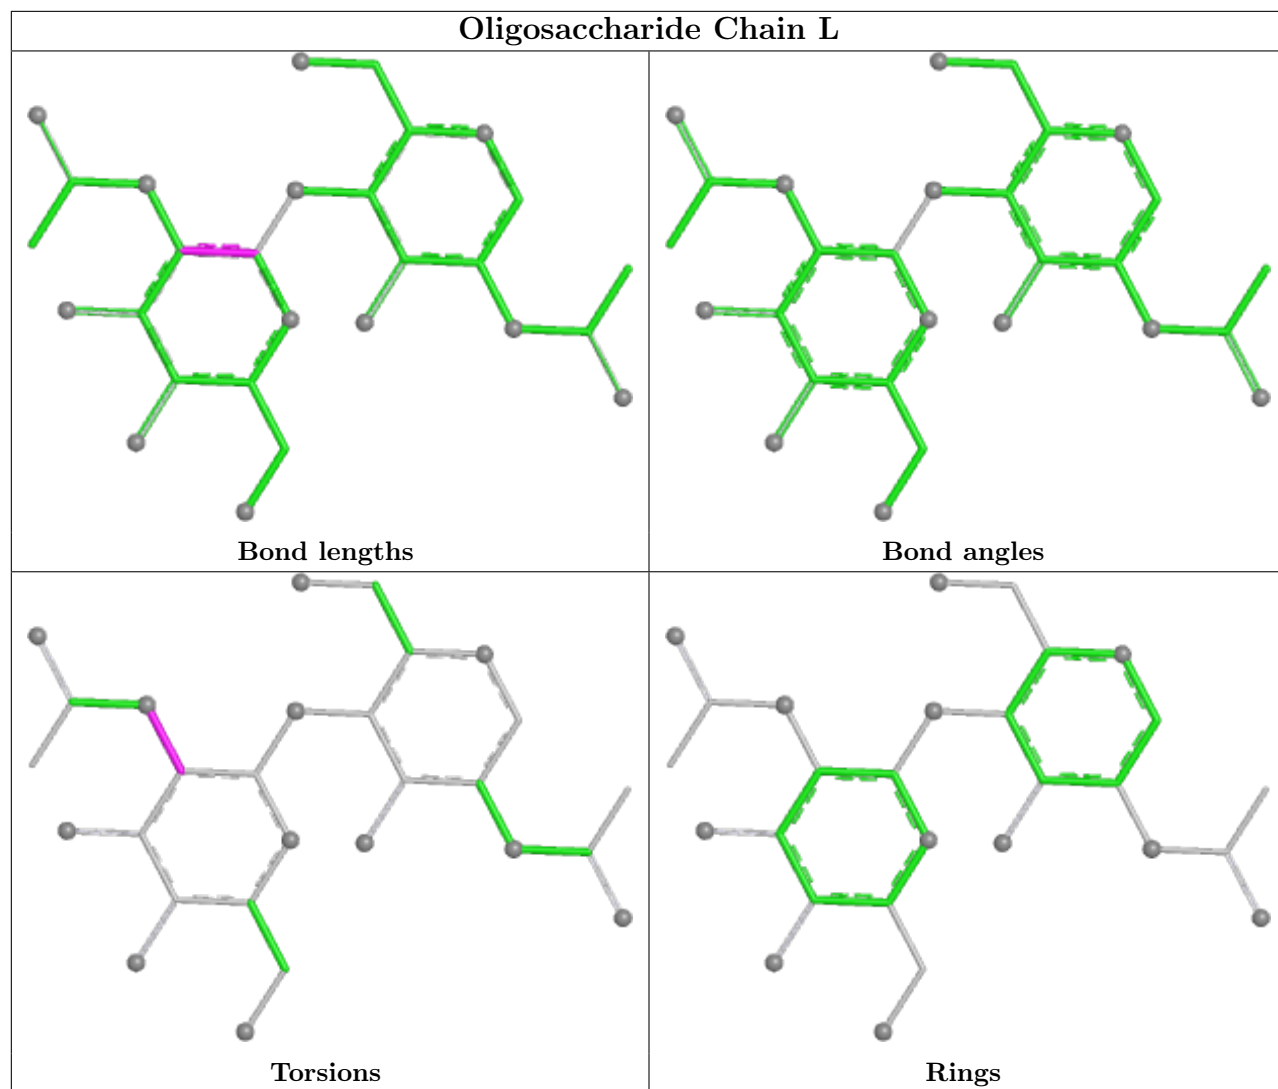 Oligosaccharide Chain L
Bond lengths
Bond angles
Torsions
Rings